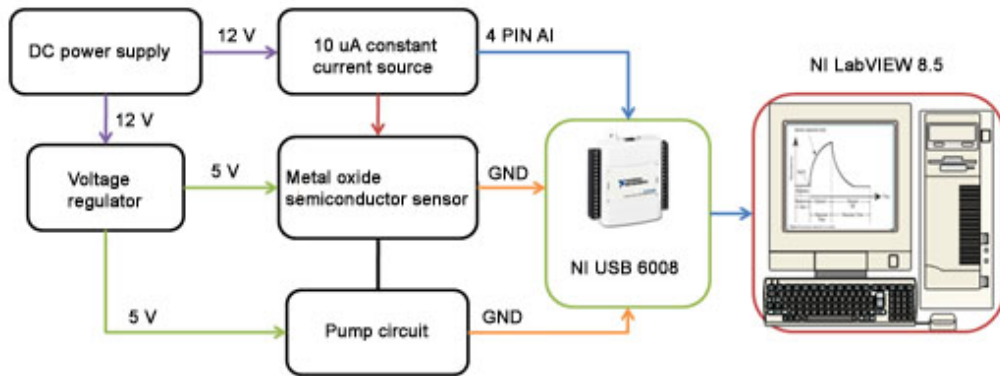 DC power supply
12 V
10 uA constant
current source
4 PIN AI
NI LabVIEW 8.5
12 V
Voltage
regulator
5 V
Metal oxide
semiconductor sensor
GND
NI USB 6008
5 V
Pump circuit
GND